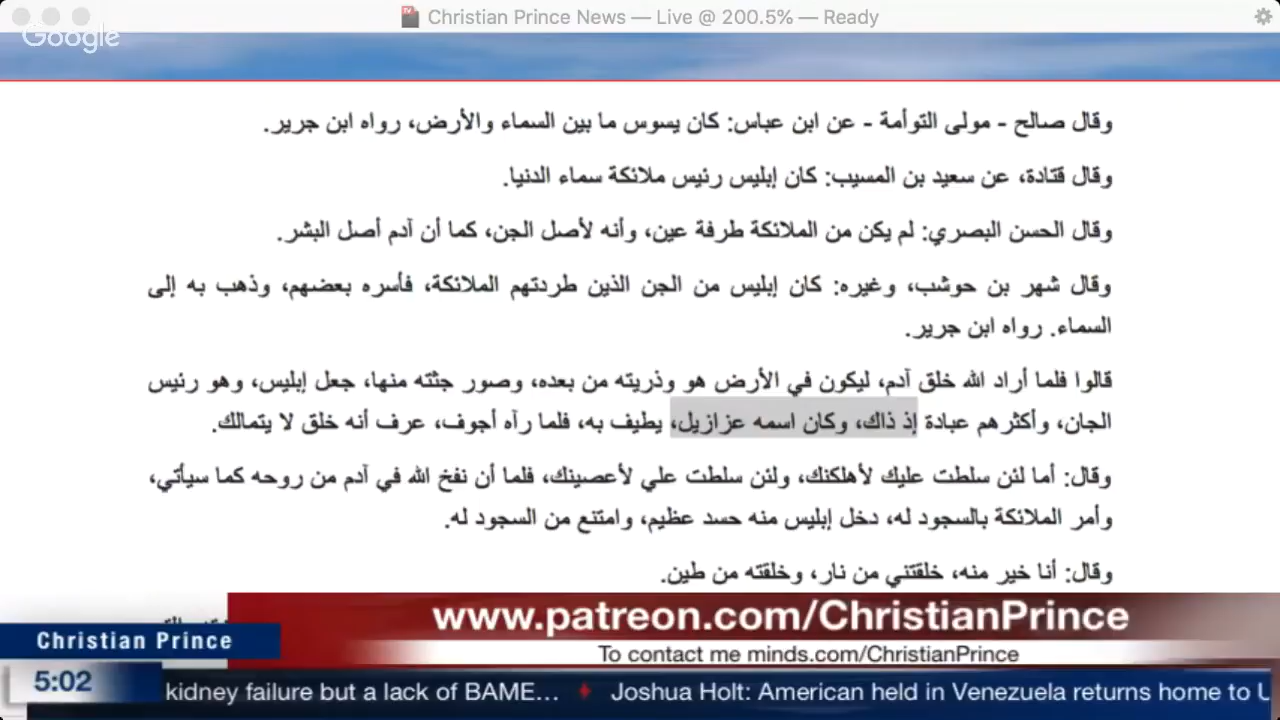 Christian Prince News — Live @ 200.5% — Ready
Google
وقال صالح - مولى التوأمة - عن ابن عباس: كان يسوس ما بين السماء والأرض، رواه ابن جرير.
وقال قتادة، عن سعيد بن المسيب: كان إبليس رئيس ملائكة سماء الدنيا.
وقال الحسن البصري: لم يكن من الملائكة طرفة عين، وأنه لأصل الجن، كما أن آدم أصل البشر.
وقال شهر بن حوشب، وغيره: كان إبليس من الجن الذين طردتهم الملائكة، فأسره بعضهم، وذهب به إلى
السماء. رواه ابن جرير.
قالوا فلما أراد الله خلق آدم، ليكون في الأرض هو وذريته من بعده، وصور جثته منها، جعل إبليس، وهو رئيس
الجان، وأكثرهم عبادة إذ ذاك، وكان اسمه عزازيل، يطيف به، فلما رآه أجوف، عرف أنه خلق لا يتمالك.
وقال: أما لئن سلطت عليك لأهلكنك، ولئن سلطت علي لأعصينك، فلما أن نفخ الله في آدم من روحه كما سيأتي،
وأمر الملائكة بالسجود له، دخل إبليس منه حسد عظيم، وامتنع من السجود له.
وقال: أنا خير منه، خلقتني من نار، وخلقته من طين.
www.patreon.com/ChristianPrince
Christian Prince
To contact me minds.com/ChristianPrince
5:02
kidney failure but a lack of BAME... Joshua Holt: American held in Venezuela returns home to